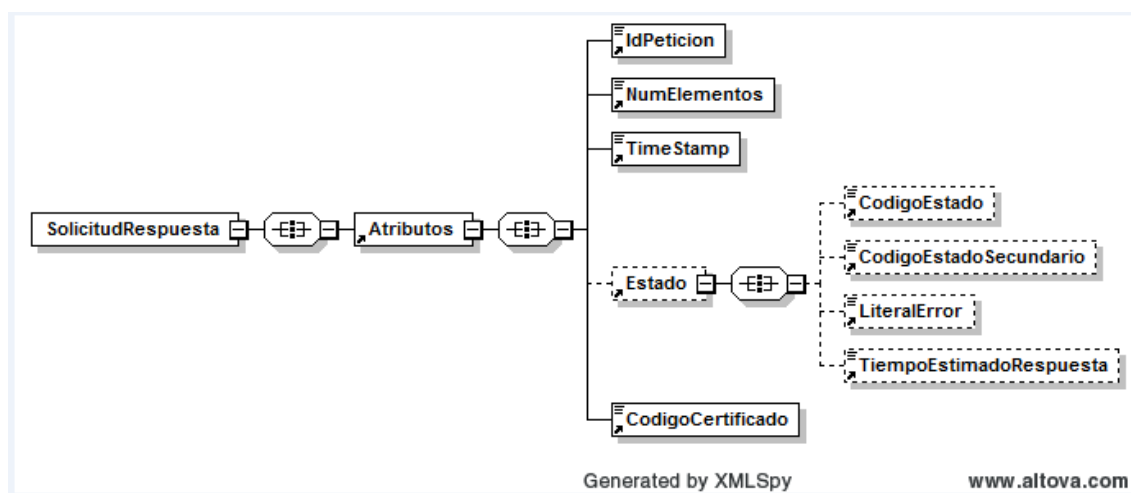 IdPeticion
NumElementos
TimeStamp
SolicitudRespuesta
Atributos
Estado
CodigoEstado
CodigoEstadoSecundario
LiteralError
TiempoEstimadoRespuesta
CodigoCertificado
Generated by XMLSpy
www.altova.com